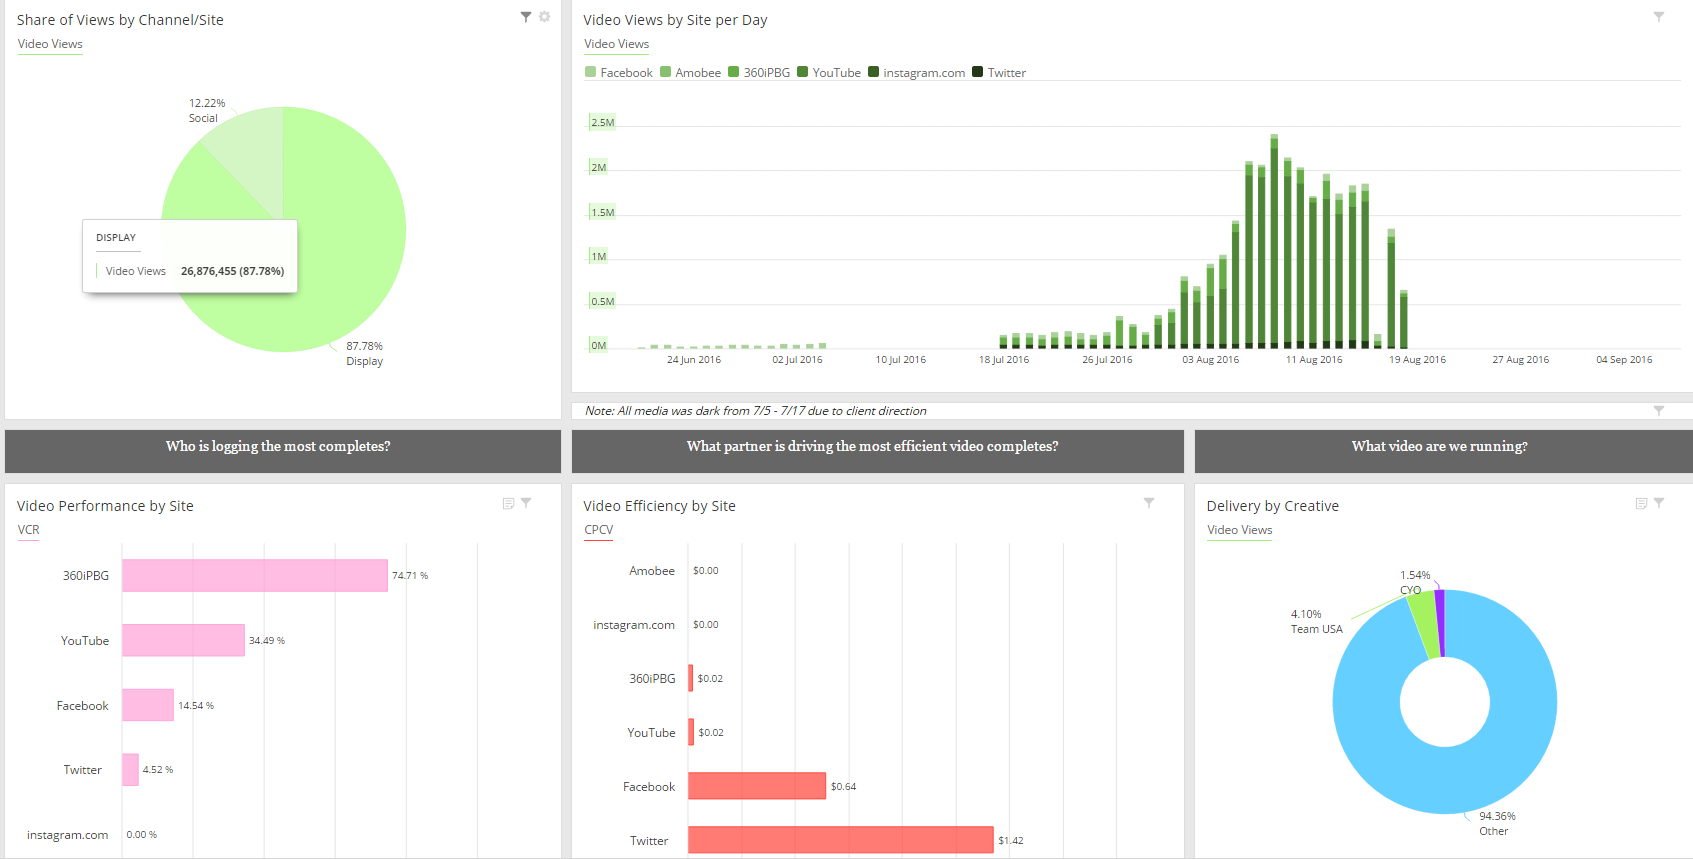 Share of Views by Channel/Site
Video Views
12.22%
Social
DISPLAY
Video Views 26,876,455 (87.78%)
87.78%
Display
Video Views by Site per Day
Video Views
Facebook Amobee 360iPBG YouTube instagram.com Twitter
2.5M
2M
1.5M
1M
0.5M
0M
24 Jun 2016 02 Jul 2016 10 Jul 2016 18 Jul 2016 26 Jul 2016 03 Aug 2016 11 Aug 2016 19 Aug 2016 27 Aug 2016 04 Sep 2016
Note: All media was dark from 7/5 - 7/17 due to client direction
Who is logging the most completes?
What partner is driving the most efficient video completes?
What video are we running?
Video Performance by Site
VCR
360iPBG 74.71 %
YouTube 34.49 %
Facebook 14.54 %
Twitter 4.52 %
instagram.com 0.00 %
Video Efficiency by Site
CPCV
Amobee $0.00
instagram.com $0.00
360iPBG $0.02
YouTube $0.02
Facebook $0.64
Twitter $1.42
Delivery by Creative
Video Views
1.54%
CYO
4.10%
Team USA
94.36%
Other